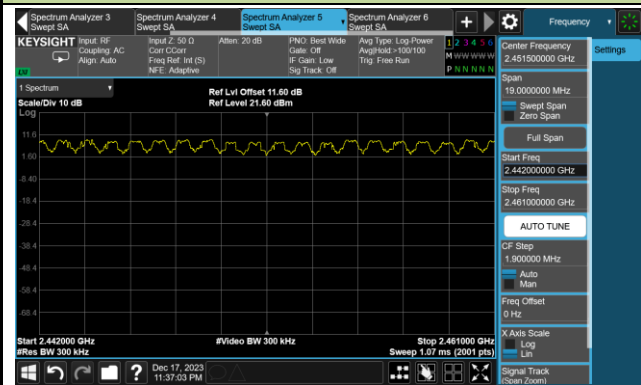 Spectrum Analyzer 3
Swept SA
Spectrum Analyzer 4
Swept SA
Spectrum Analyzer 5
Swept SA
Spectrum Analyzer 6
Swept SA
Frequency
KEYSIGHT
Input: RF
Coupling: AC
Align: Auto
Input Z: 50 Ω
Corr CCorr
Freq Ref: Int (S)
NFE: Adaptive
Atten: 20 dB
PNO: Best Wide
Gate: Off
IF Gain: Low
Sig Track: Off
Avg Type: Log-Power
Avg|Hold:>100/100
Trig: Free Run
1 2 3 4 5 6
M W W W W W
P N N N N N
LW
1 Spectrum
Scale/Div 10 dB
Log
Ref Lvl Offset 11.60 dB
Ref Level 21.60 dBm
11.6
1.60
-8.40
-18.4
-28.4
-38.4
-48.4
-58.4
-68.4
Start 2.442000 GHz
#Res BW 300 kHz
#Video BW 300 kHz
Stop 2.461000 GHz
Sweep 1.07 ms (2001 pts)
Dec 17, 2023
11:37:03 PM
Center Frequency
2.451500000 GHz
Settings
Span
19.0000000 MHz
Swept Span
Zero Span
Full Span
Start Freq
2.442000000 GHz
Stop Freq
2.461000000 GHz
AUTO TUNE
CF Step
1.900000 MHz
Auto
Man
Freq Offset
0 Hz
X Axis Scale
Log
Lin
Signal Track
(Span Zoom)